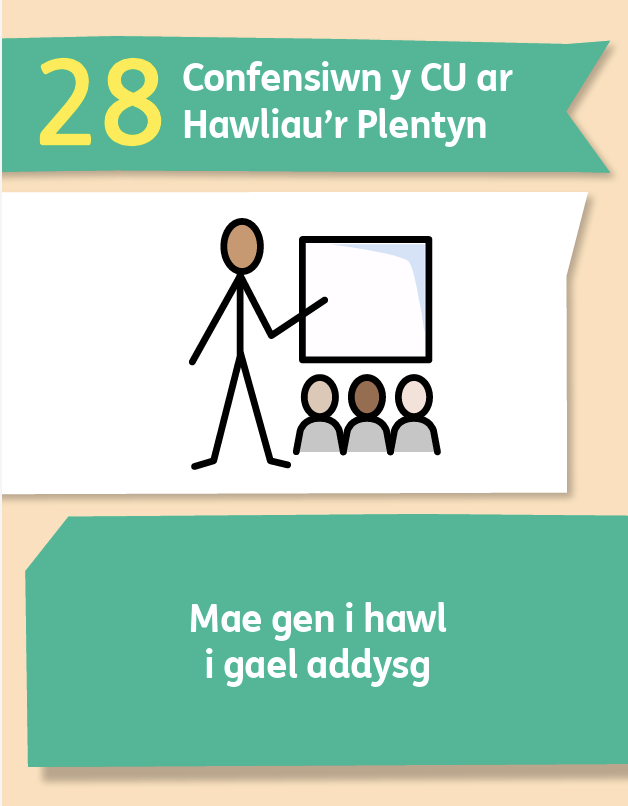 28
Confensiwn y CU ar
Hawliau’r Plentyn
Mae gen i hawl
i gael addysg